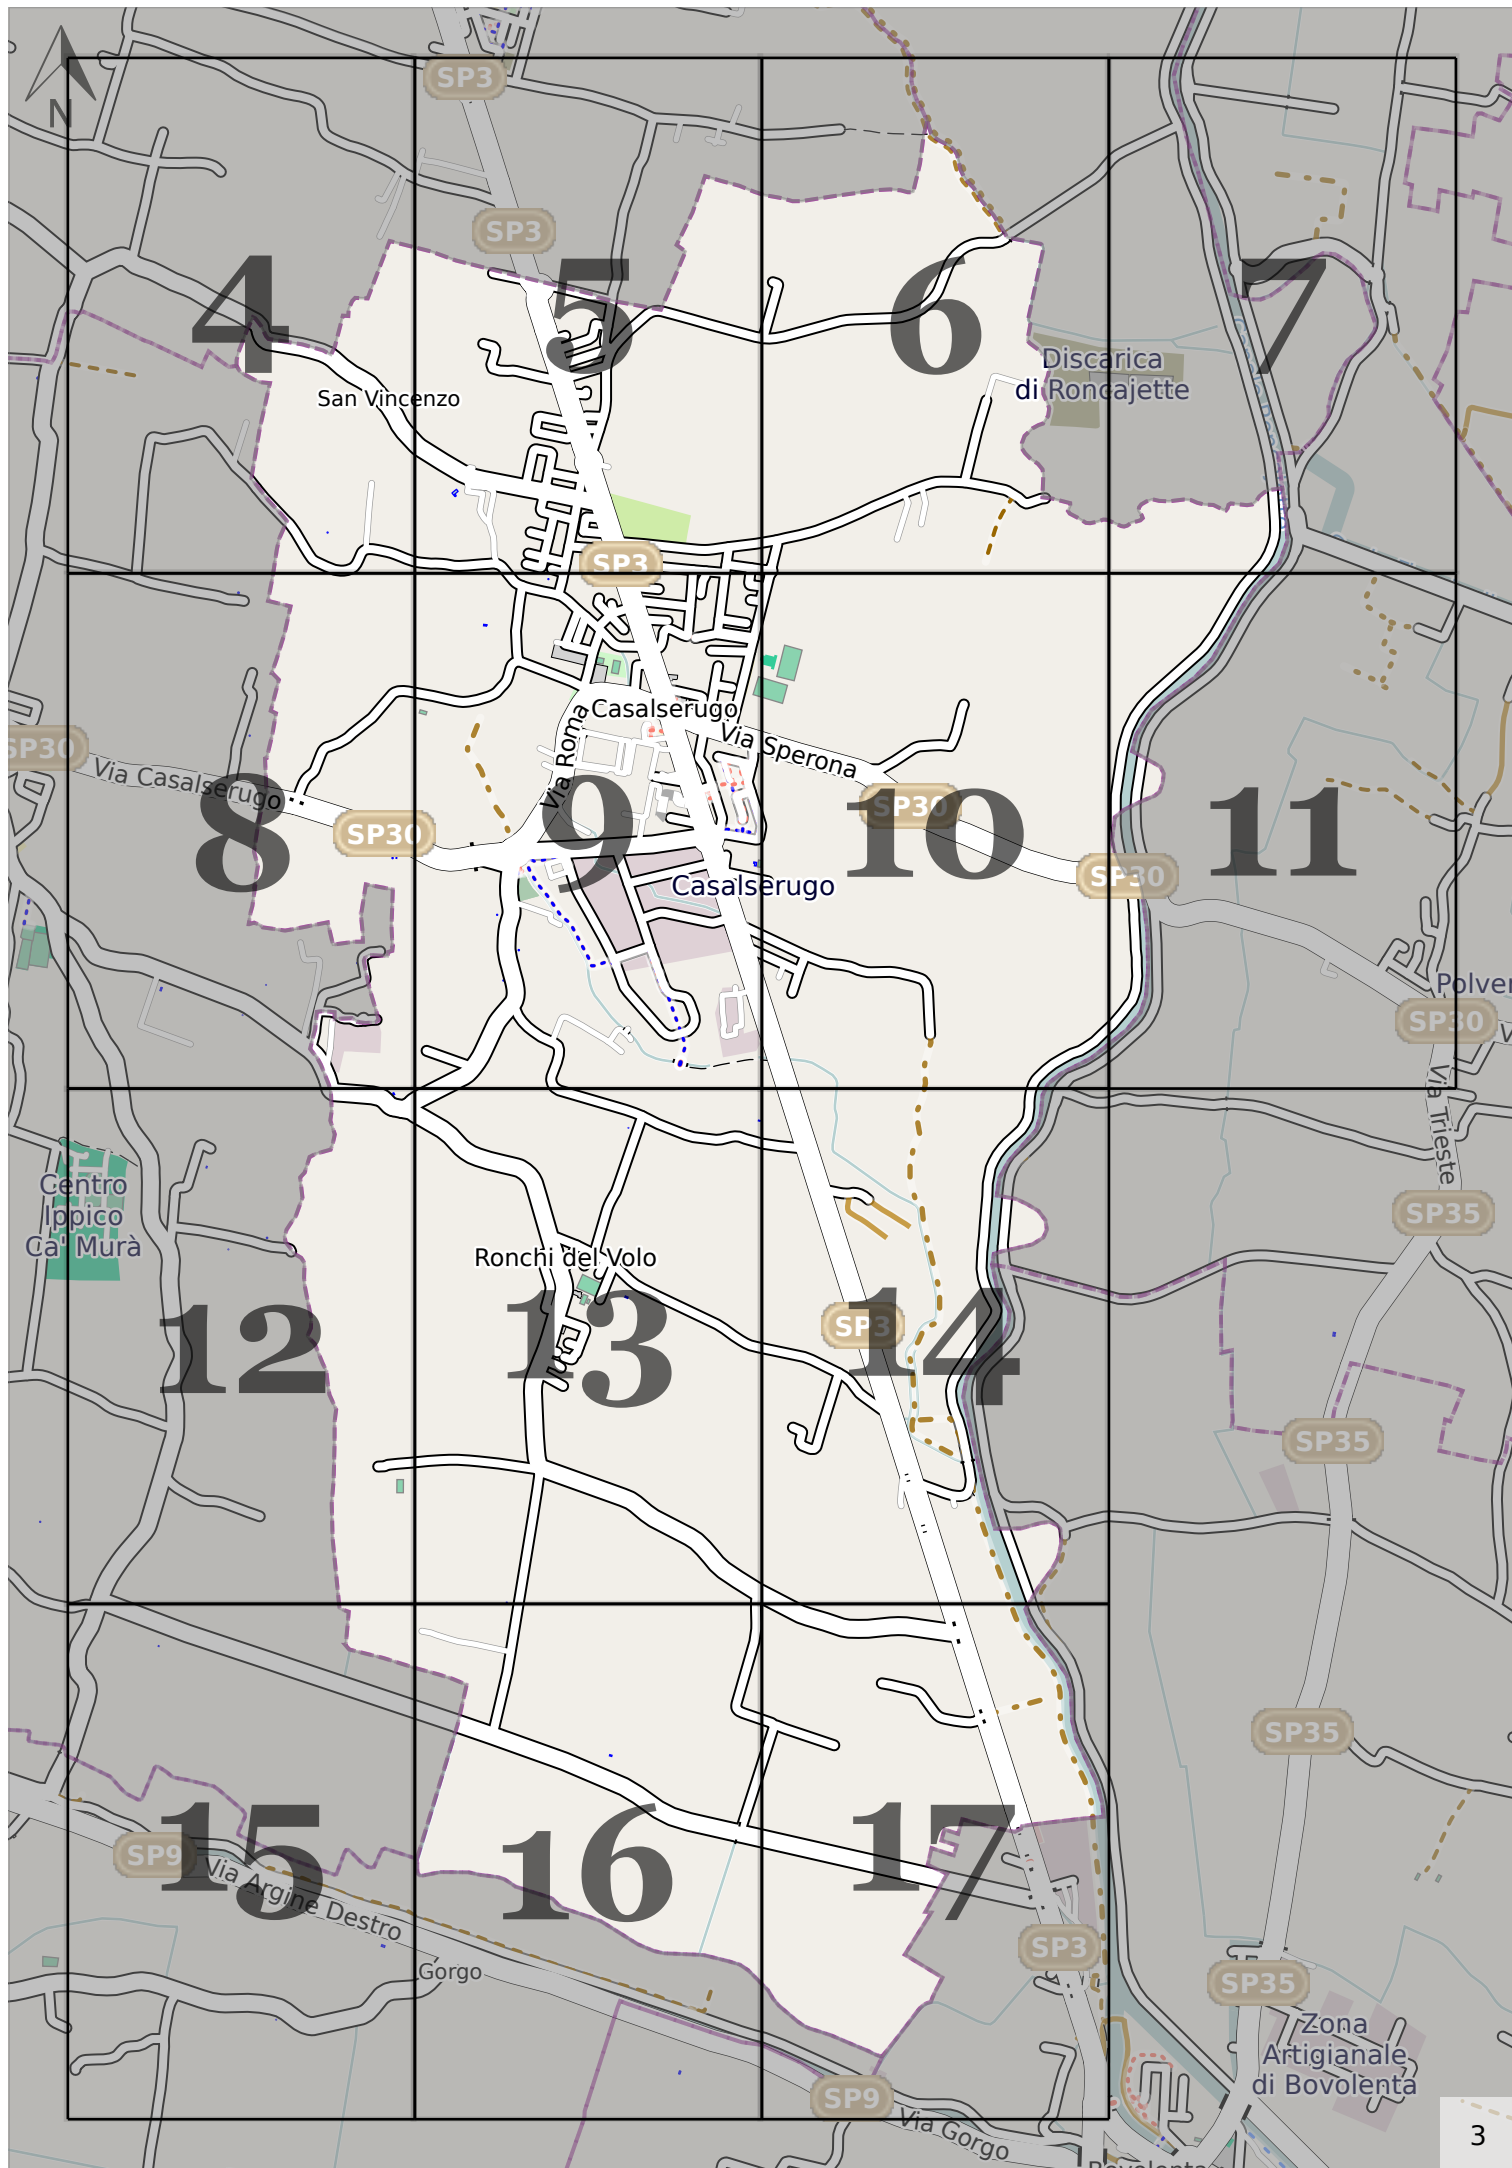 N
SP3
SP3
4
5
6
7
Discarica
di Roncajette
San Vincenzo
SP3
Casalserugo
Via Roma
Via Sperona
SP30
Via Casalserugo
SP30
SP30
SP30
8
9
10
11
Casalserugo
Polver
SP30
V
Via Trieste
Centro
Ippico
Ca' Murà
SP35
Ronchi del Volo
SP3
12
13
14
SP35
SP35
15
16
17
SP9
Via Argine Destro
Gorgo
SP3
SP35
Zona
Artigianale
di Bovolenta
SP9
Via Gorgo
Bovolenta
3